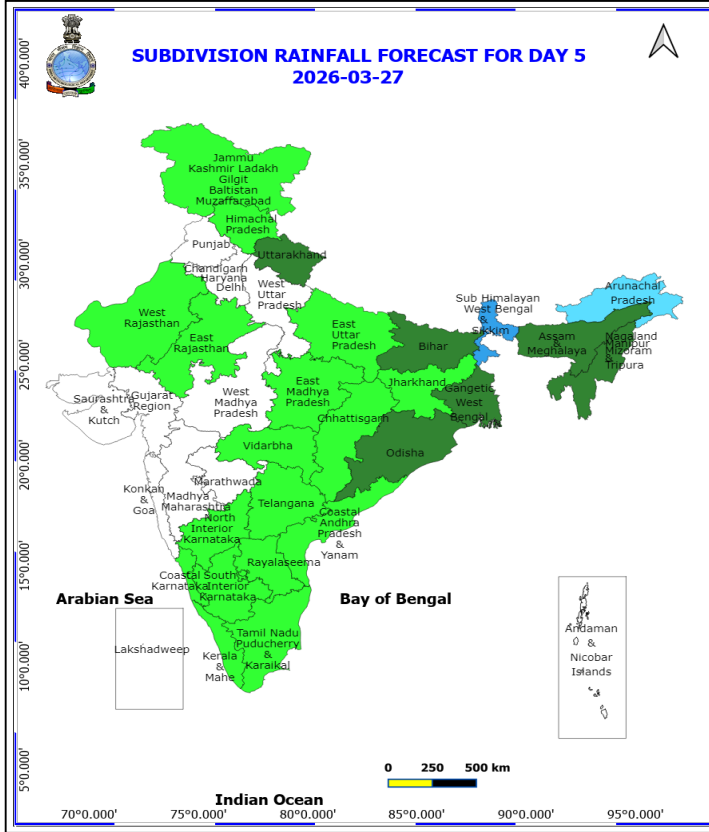 SUBDIVISION RAINFALL FORECAST FOR DAY 5
2026-03-27
40°0.000'
35°0.000'
30°0.000'
25°0.000'
20°0.000'
15°0.000'
10°0.000'
5°0.000'
Jammu
Kashmir Ladakh
Gilgit
Baltistan
Muzaffarabad
Himachal
Pradesh
Punjab
Uttarakhand
Chandigarh
Haryana
Delhi
West
Uttar
Pradesh
Arunachal
Pradesh
Sub Himalayan
West Bengal
&
Sikkim
West
Rajasthan
East
Rajasthan
East
Uttar
Pradesh
Bihar
Assam
&
Meghalaya
Nagaland
Manipur
Mizoram
&
Tripura
Saurashtra
&
Kutch
Gujarat
Region
West
Madhya
Pradesh
East
Madhya
Pradesh
Jharkhand
Gangetic
West
Bengal
Chhattisgarh
Vidarbha
Odisha
Konkan
&
Goa
Madhya
Maharashtra
Marathwada
Telangana
North
Interior
Karnataka
Coastal
Andhra
Pradesh
&
Yanam
Rayalaseema
Coastal
Karnataka
South
Interior
Karnataka
Arabian Sea
Bay of Bengal
Lakshadweep
Kerala
&
Mahe
Tamil Nadu
Puducherry
&
Karaikal
Andaman
&
Nicobar
Islands
0 250 500 km
Indian Ocean
70°0.000' 75°0.000' 80°0.000' 85°0.000' 90°0.000' 95°0.000'